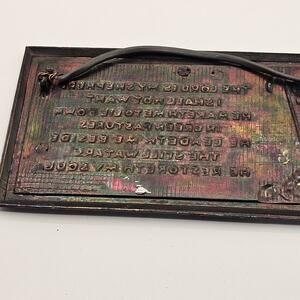 THE LORD IS MY SHEPHERD
I SHALL NOT WANT
HE MAKETH ME TO LIE DOWN
IN GREEN PASTURES
HE LEADETH ME BESIDE
THE STILL WATERS
HE RESTORETH MY SOUL